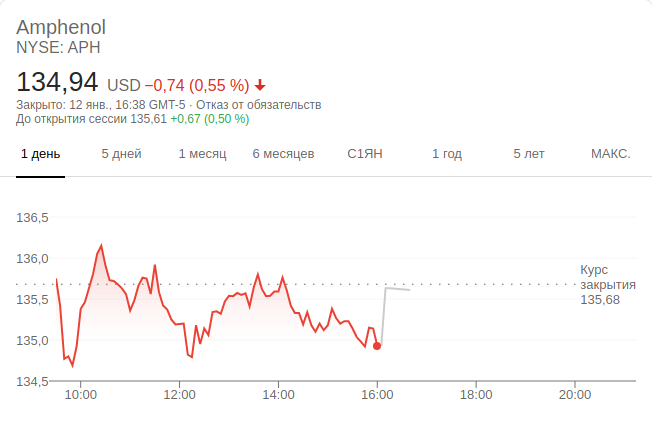 Amphenol
NYSE: APH
134,94 USD −0,74 (0,55 %)
Закрыто: 12 янв., 16:38 GMT-5 · Отказ от обязательств
До открытия сессии 135,61 +0,67 (0,50 %)
1 день 5 дней 1 месяц 6 месяцев С1ЯН 1 год 5 лет МАКС.
136,5
136,0
Курс
закрытия
135,68
135,5
135,0
134,5
10:00 12:00 14:00 16:00 18:00 20:00